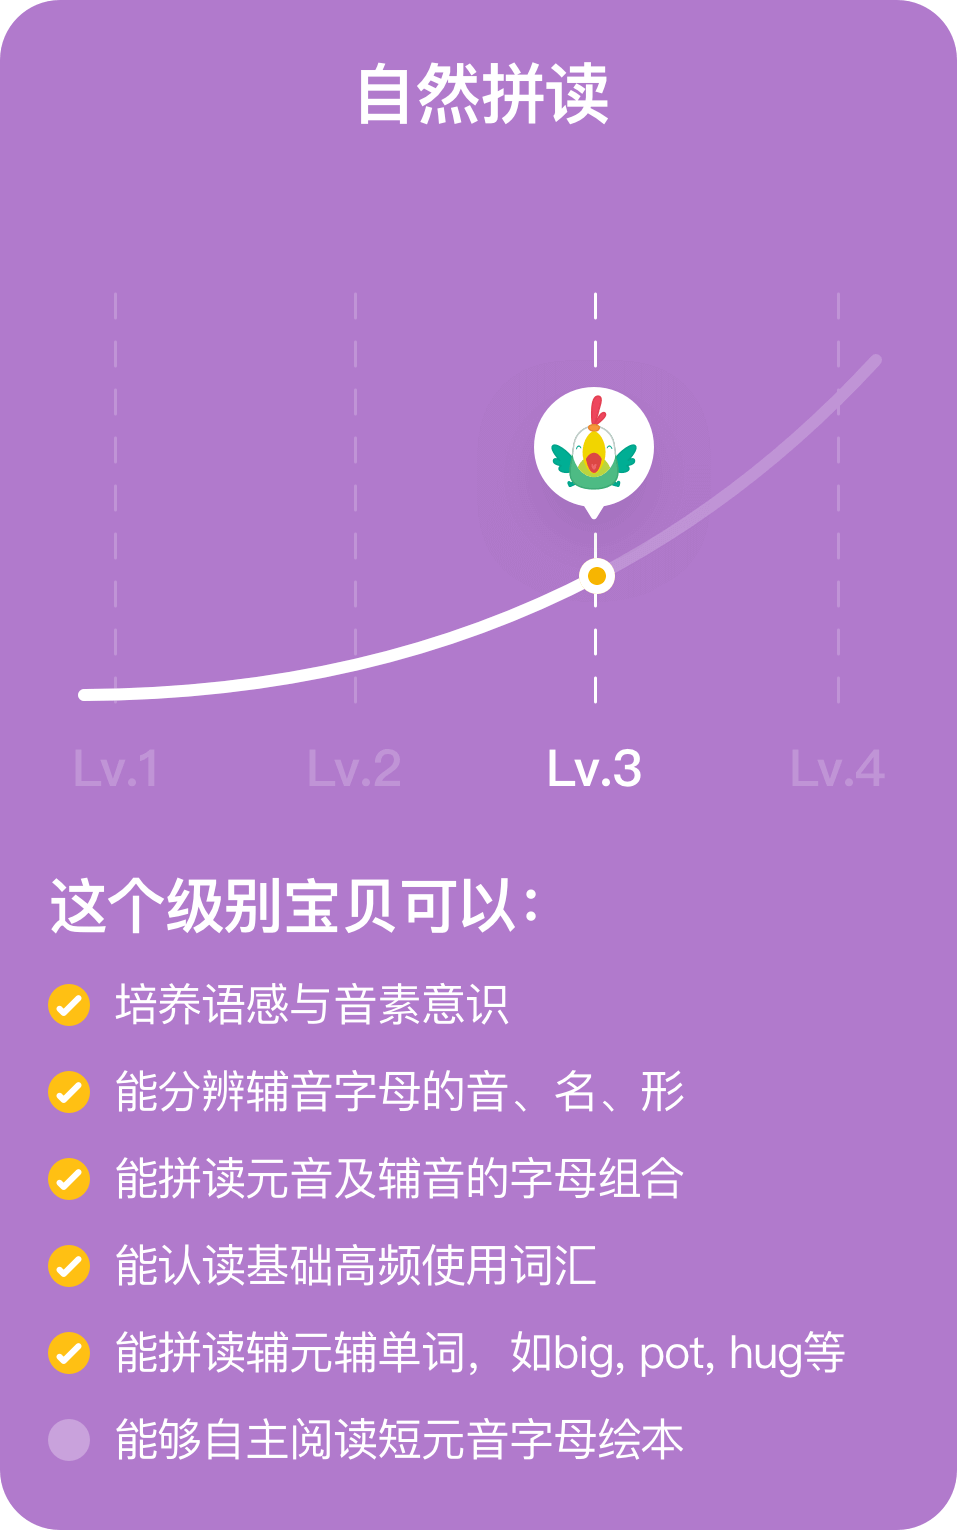 自然拼读
Lv.1 Lv.2 Lv.3 Lv.4
这个级别宝贝可以：
培养语感与音素意识
能分辨辅音字母的音、名、形
能拼读元音及辅音的字母组合
能认读基础高频使用词汇
能拼读辅元辅单词，如big, pot, hug等
能够自主阅读短元音字母绘本